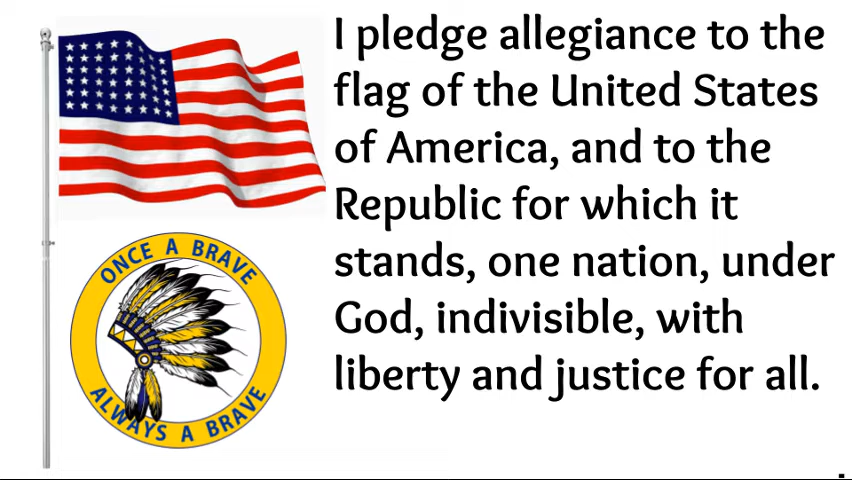 I pledge allegiance to the
flag of the United States
of America, and to the
Republic for which it
stands, one nation, under
God, indivisible, with
liberty and justice for all.
ONCE A BRAVE
ALWAYS A BRAVE